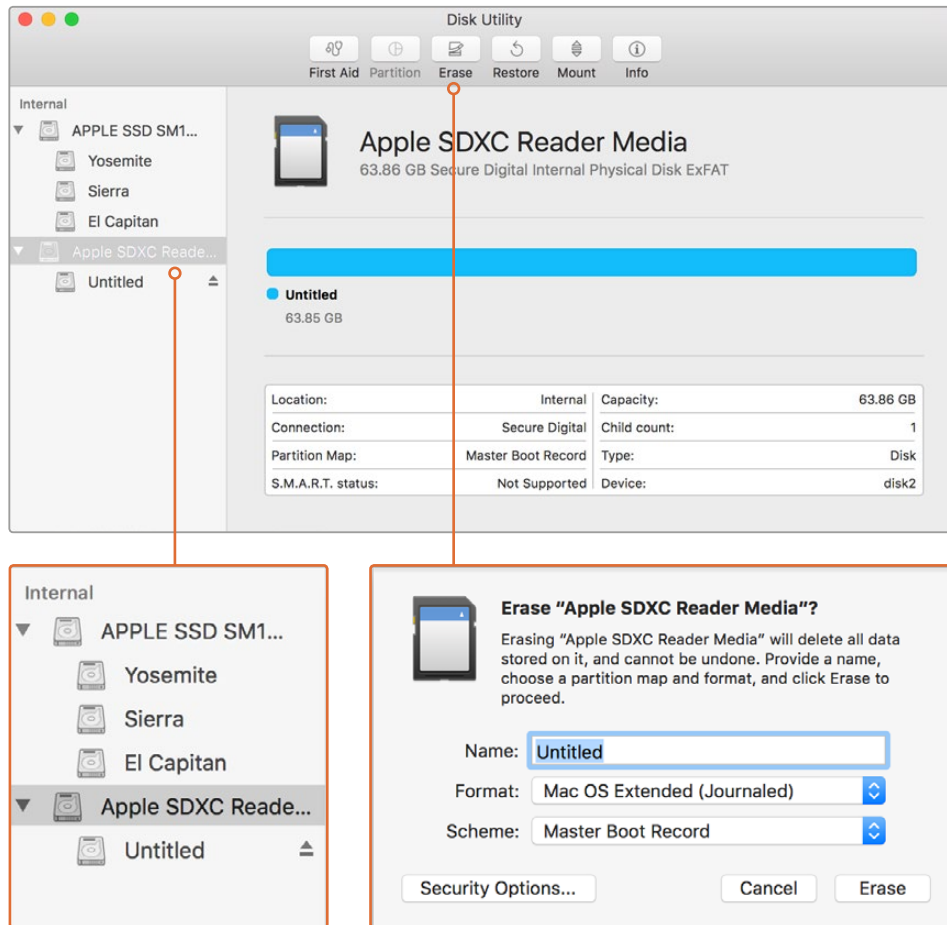 Disk Utility
First Aid Partition Erase Restore Mount Info
Internal
APPLE SSD SM1...
Yosemite
Sierra
El Capitan
Apple SDXC Reade...
Untitled
Apple SDXC Reader Media
63.86 GB Secure Digital Internal Physical Disk ExFAT
Untitled
63.85 GB
Location: Internal Capacity: 63.86 GB
Connection: Secure Digital Child count: 1
Partition Map: Master Boot Record Type: Disk
S.M.A.R.T. status: Not Supported Device: disk2
Internal
APPLE SSD SM1...
Yosemite
Sierra
El Capitan
Apple SDXC Reade...
Untitled
Erase “Apple SDXC Reader Media”?
Erasing “Apple SDXC Reader Media” will delete all data
stored on it, and cannot be undone. Provide a name,
choose a partition map and format, and click Erase to
proceed.
Name: Untitled
Format: Mac OS Extended (Journaled)
Scheme: Master Boot Record
Security Options... Cancel Erase